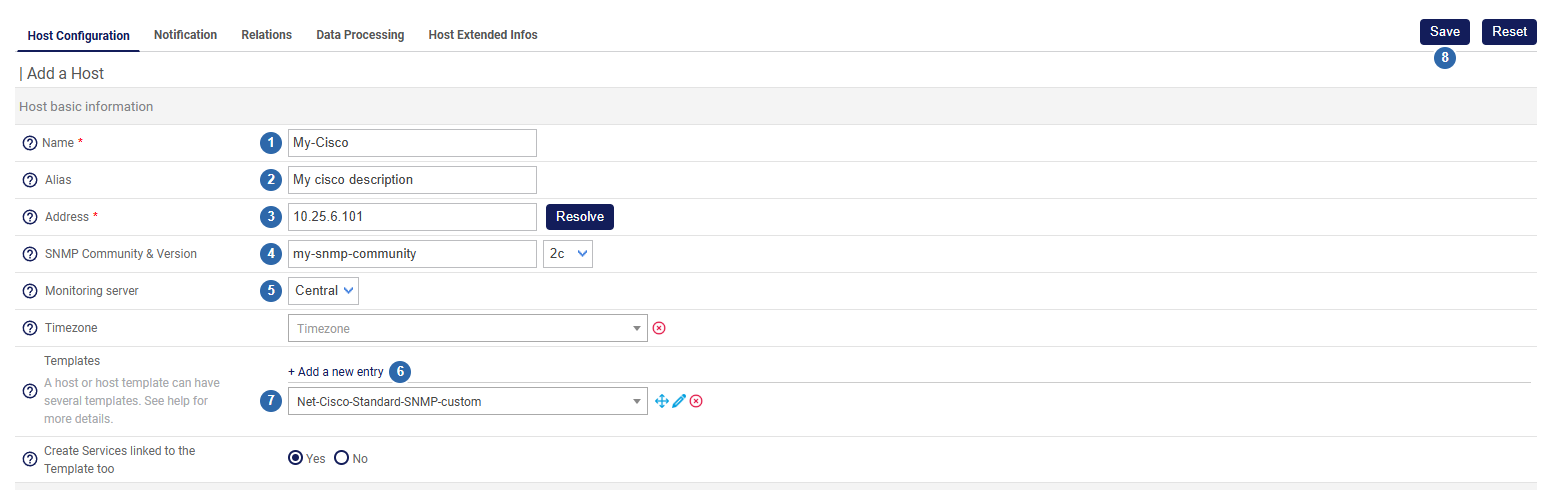 Host Configuration Notification Relations Data Processing Host Extended Infos Save Reset
8
| Add a Host
Host basic information
? Name * 1 My-Cisco
? Alias 2 My cisco description
? Address * 3 10.25.6.101 Resolve
? SNMP Community & Version 4 my-snmp-community 2c
? Monitoring server 5 Central
? Timezone Timezone
Templates
+ Add a new entry 6
? A host or host template can have
several templates. See help for
more details.
7 Net-Cisco-Standard-SNMP-custom
? Create Services linked to the
Template too
Yes No